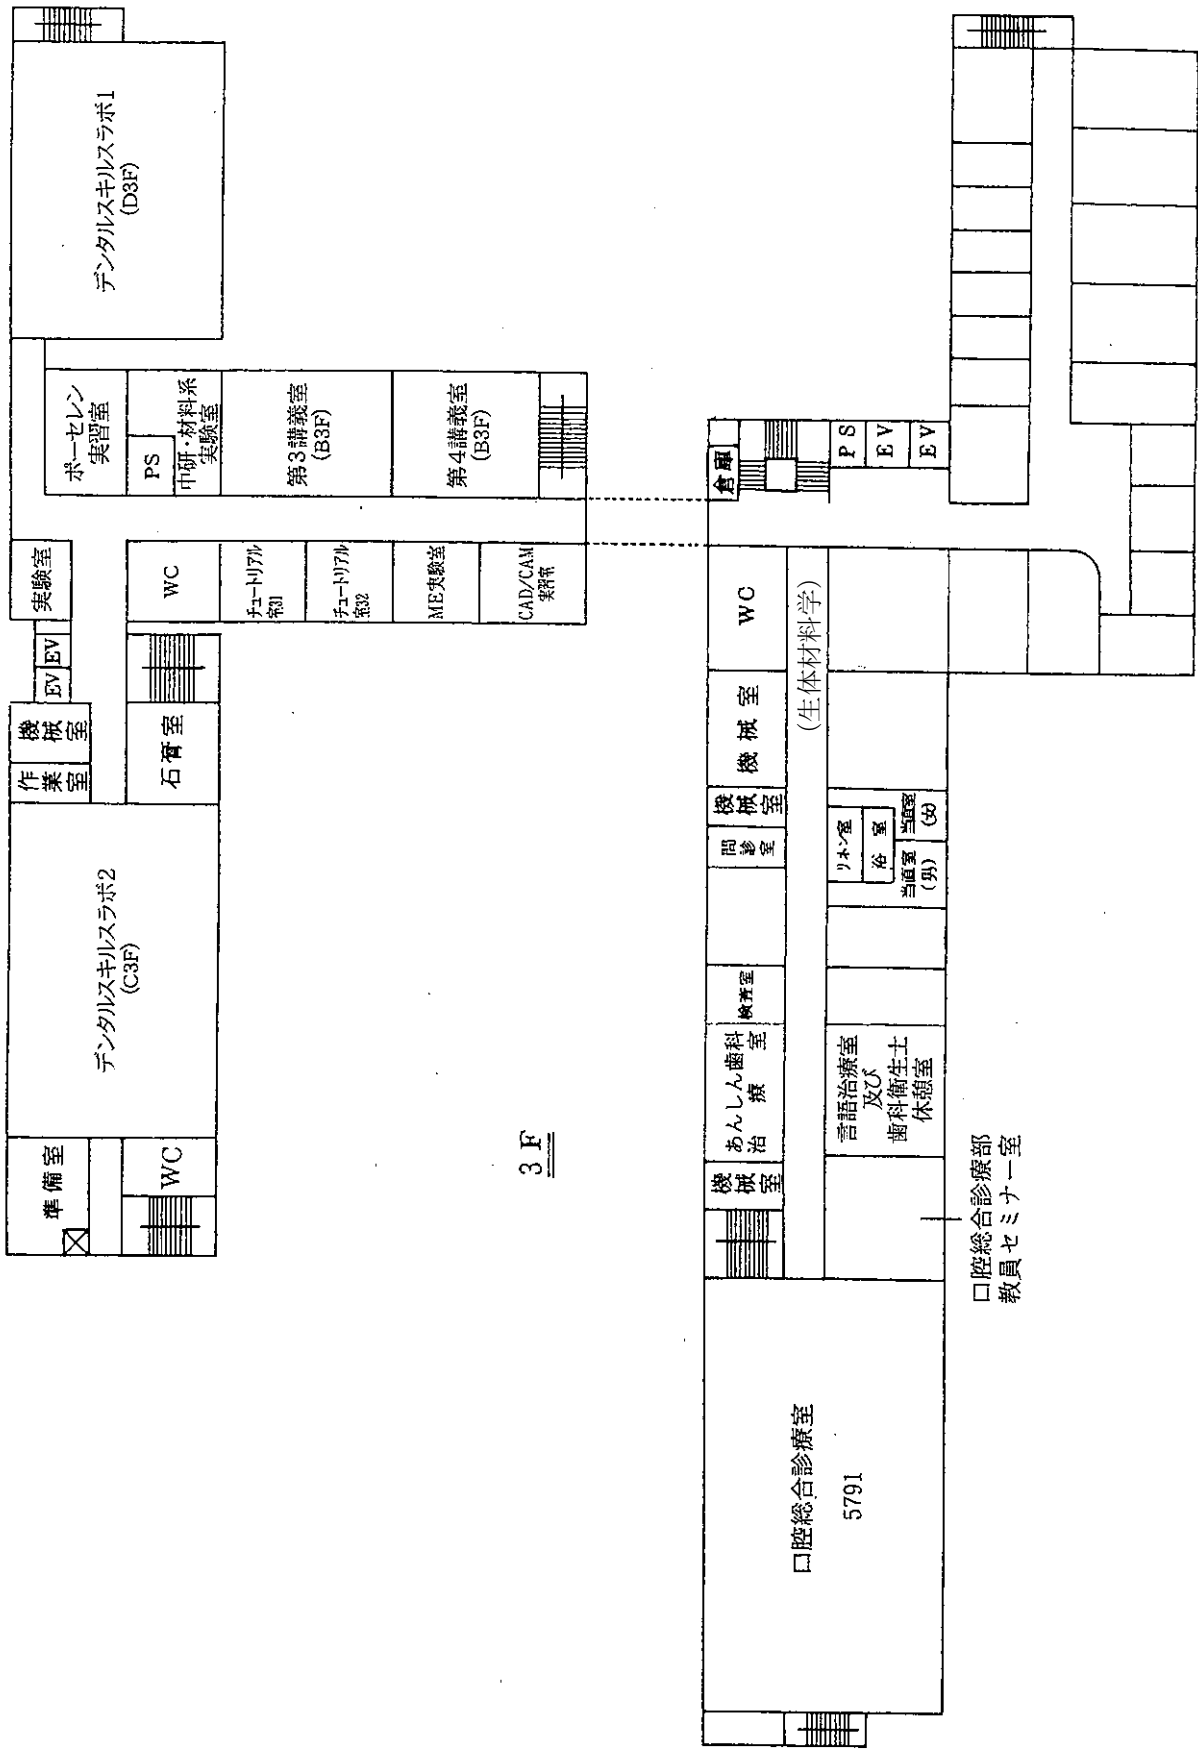 デンタルスキルスラボ1
(D3F)
ポーセレン
実習室
PS
中研・材料系
実験室
第3講義室
(B3F)
第4講義室
(B3F)
実験室
WC
チュートリアル
室31
チュートリアル
室32
ME実験室
CAD/CAM
実習室
EV
EV
機械室
作業室
石膏室
デンタルスキルスラボ2
(C3F)
準備室
WC
3F
倉庫
PS
EV
EV
WC
(生体材料学)
機械室
機械室
問診室
リネン室
浴室
当直室
(女)
当直室
(男)
検査室
あんしん歯科
治療室
言語治療室
及び
歯科衛生士
休憩室
機械室
口腔総合診療部
教員セミナー室
口腔総合診療室
5791